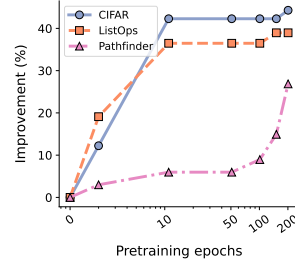 CIFAR
ListOps
Pathfinder
Improvement (%)
40
30
20
10
0
0 10 50 100 200
Pretraining epochs